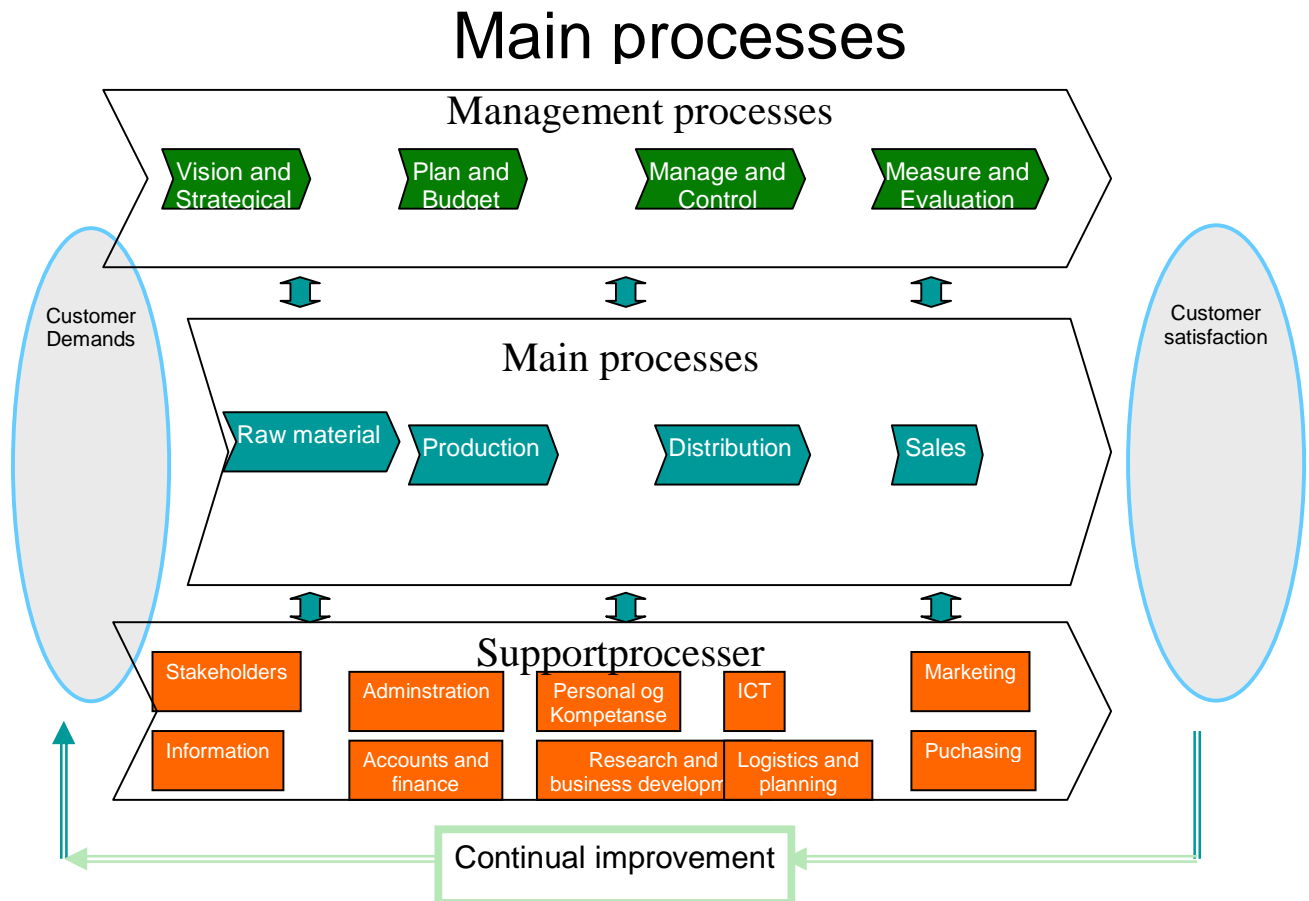 Main processes
Management processes
Vision and
Strategical
Plan and
Budget
Manage and
Control
Measure and
Evaluation
Customer
Demands
Customer
satisfaction
Main processes
Raw material
Production
Distribution
Sales
Supportprocesser
Stakeholders
Adminstration
Personal og
Kompetanse
ICT
Marketing
Information
Accounts and
finance
Research and
business developm
Logistics and
planning
Puchasing
Continual improvement